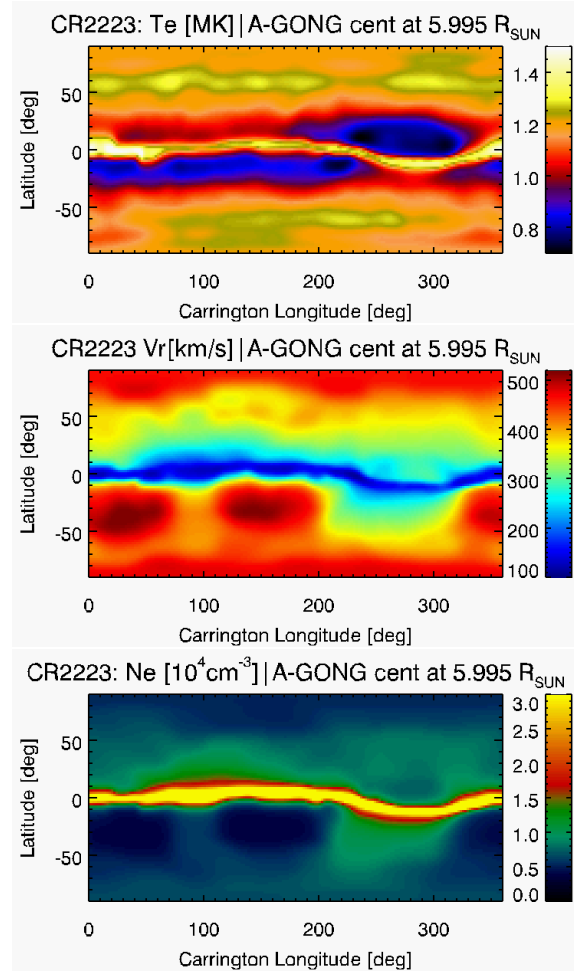 CR2223: Te [MK]|A-GONG cent at 5.995 R_SUN
Latitude [deg]
50
0
-50
0 100 200 300
Carrington Longitude [deg]
1.4
1.2
1.0
0.8
CR2223 Vr[km/s]|A-GONG cent at 5.995 R_SUN
Latitude [deg]
50
0
-50
0 100 200 300
Carrington Longitude [deg]
500
400
300
200
100
CR2223: Ne [10^4cm^-3]|A-GONG cent at 5.995 R_SUN
Latitude [deg]
50
0
-50
0 100 200 300
Carrington Longitude [deg]
3.0
2.5
2.0
1.5
1.0
0.5
0.0